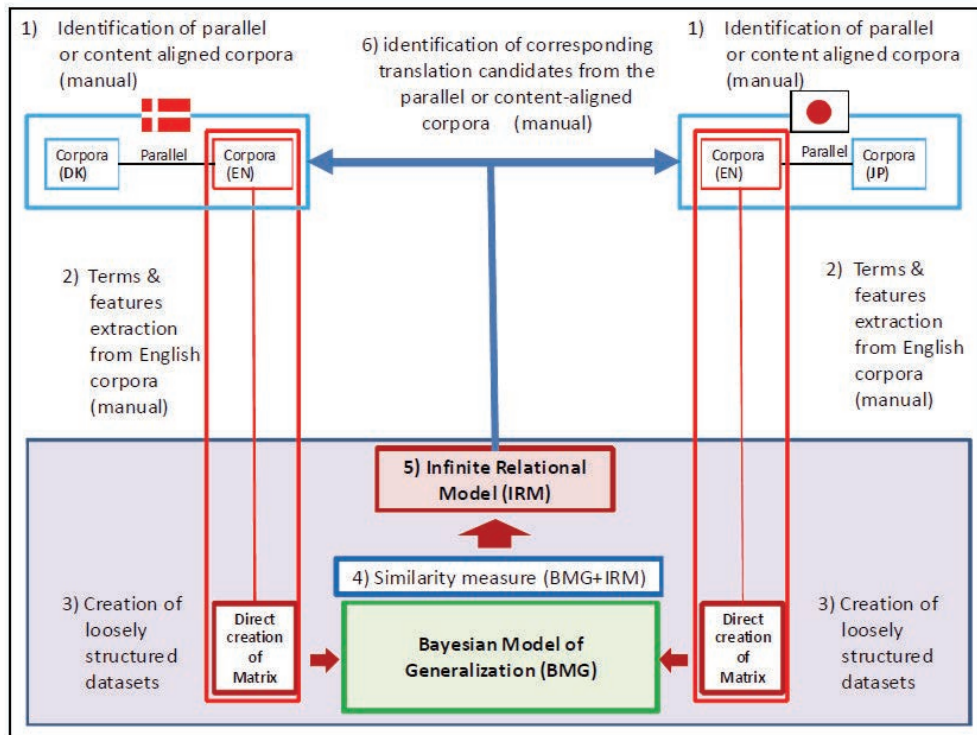 1) Identification of parallel
or content aligned corpora
(manual)
6) identification of corresponding
translation candidates from the
parallel or content-aligned
corpora (manual)
1) Identification of parallel
or content aligned corpora
(manual)
Corpora
(DK)
Parallel
Corpora
(EN)
Corpora
(EN)
Parallel
Corpora
(JP)
2) Terms &
features
extraction
from English
corpora
(manual)
2) Terms &
features
extraction
from English
corpora
(manual)
5) Infinite Relational
Model (IRM)
4) Similarity measure (BMG+IRM)
3) Creation of
loosely
structured
datasets
Direct
creation
of
Matrix
Bayesian Model of
Generalization (BMG)
Direct
creation
of
Matrix
3) Creation of
loosely
structured
datasets